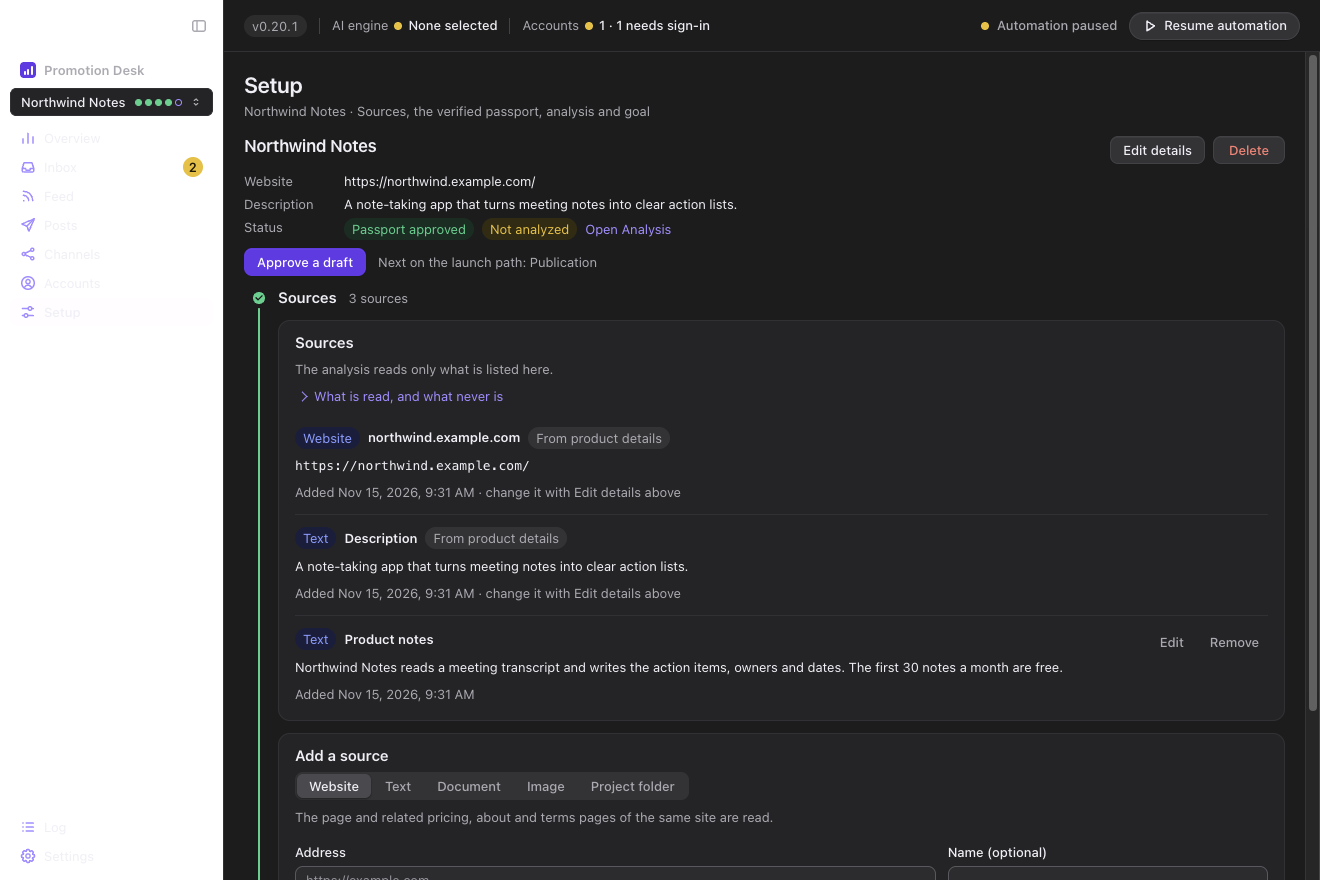 v0.20.1 AI engine None selected Accounts 1 · 1 needs sign-in Automation paused Resume automation
Promotion Desk
Northwind Notes
Overview
Inbox 2
Feed
Posts
Channels
Accounts
Setup
Log
Settings
Setup
Northwind Notes · Sources, the verified passport, analysis and goal
Northwind Notes
Edit details Delete
Website https://northwind.example.com/
Description A note-taking app that turns meeting notes into clear action lists.
Status Passport approved Not analyzed Open Analysis
Approve a draft Next on the launch path: Publication
Sources 3 sources
Sources
The analysis reads only what is listed here.
What is read, and what never is
Website northwind.example.com From product details
https://northwind.example.com/
Added Nov 15, 2026, 9:31 AM · change it with Edit details above
Text Description From product details
A note-taking app that turns meeting notes into clear action lists.
Added Nov 15, 2026, 9:31 AM · change it with Edit details above
Text Product notes Edit Remove
Northwind Notes reads a meeting transcript and writes the action items, owners and dates. The first 30 notes a month are free.
Added Nov 15, 2026, 9:31 AM
Add a source
Website Text Document Image Project folder
The page and related pricing, about and terms pages of the same site are read.
Address Name (optional)
https://example.com